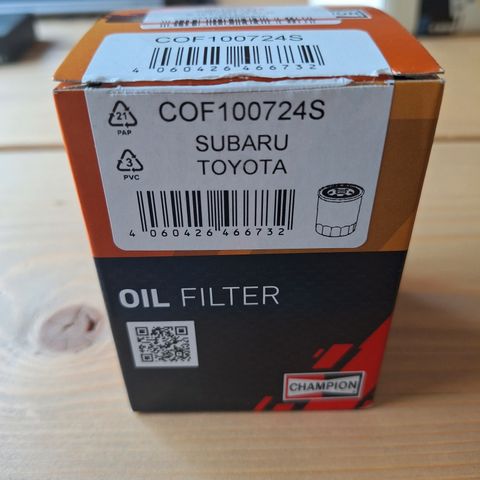 COF100724S
4 060426 466732
21
PAP
COF100724S
SUBARU
TOYOTA
3
PVC
4 060426 466732
OIL FILTER
CHAMPION